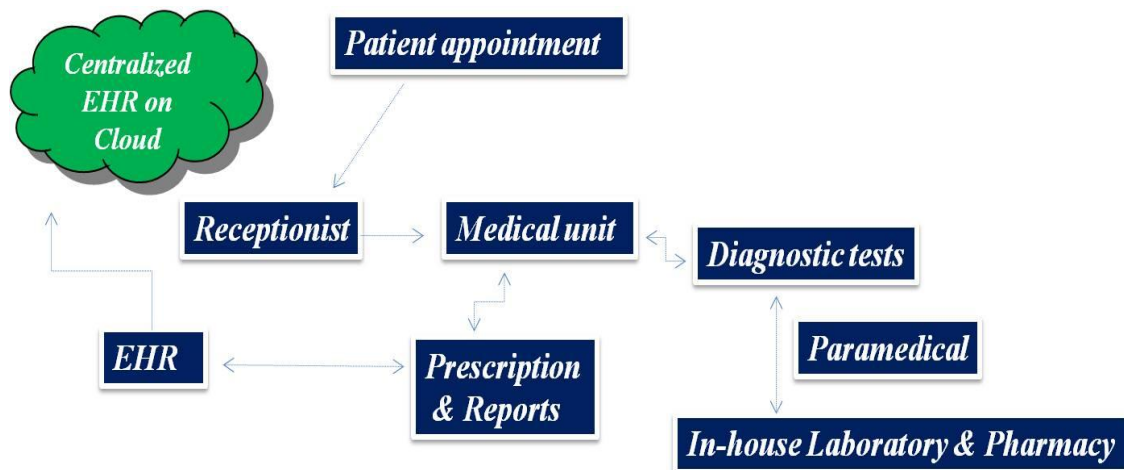 Centralized
EHR on
Cloud
Patient appointment
Receptionist
Medical unit
Diagnostic tests
EHR
Prescription
& Reports
Paramedical
In-house Laboratory & Pharmacy